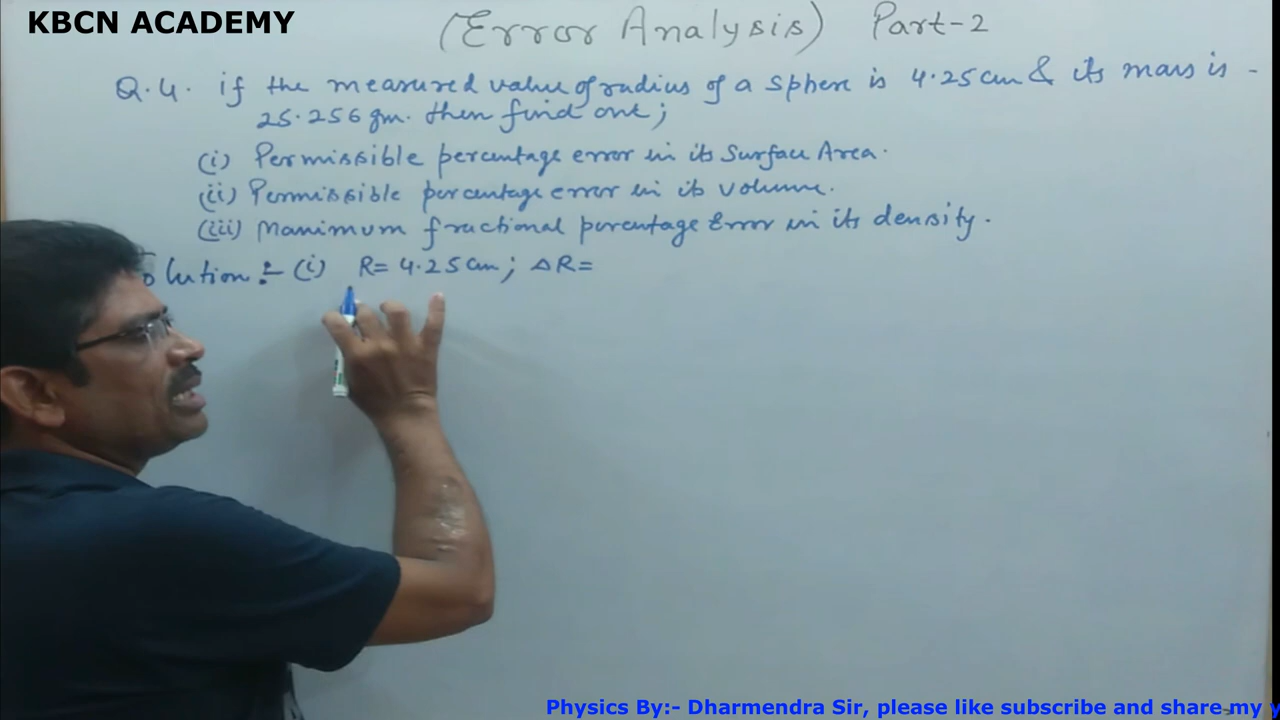 KBCN ACADEMY
(Error Analysis) Part-2
Q.4. if the measured value of radius of a sphere is 4.25 cm & its mass is -
25.256 gm. then find out;
(i) Permissible percentage error in its Surface Area.
(ii) Permissible percentage error in its volume.
(iii) Maximum fractional percentage Error in its density.
olution :- (i) R= 4.25 cm; ΔR=
Physics By:- Dharmendra Sir, please like subscribe and share my y